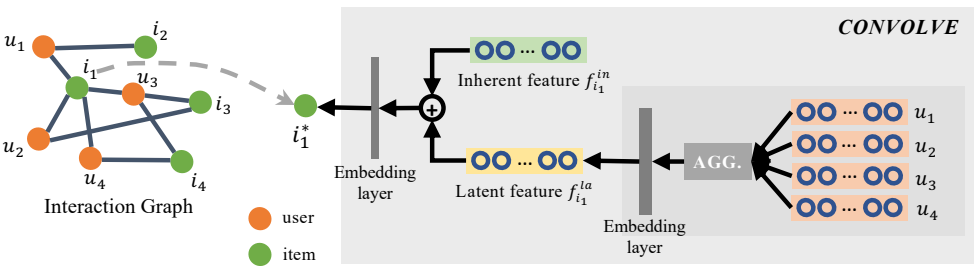 CONVOLVE
u₁
i₂
i₁
u₃
i₃
u₂
u₄
i₄
Interaction Graph
user
item
i₁*
Embedding
layer
+
... 
Inherent feature f_{i₁}^{in}
...
Latent feature f_{i₁}^{la}
Embedding
layer
AGG.
... u₁
... u₂
... u₃
... u₄